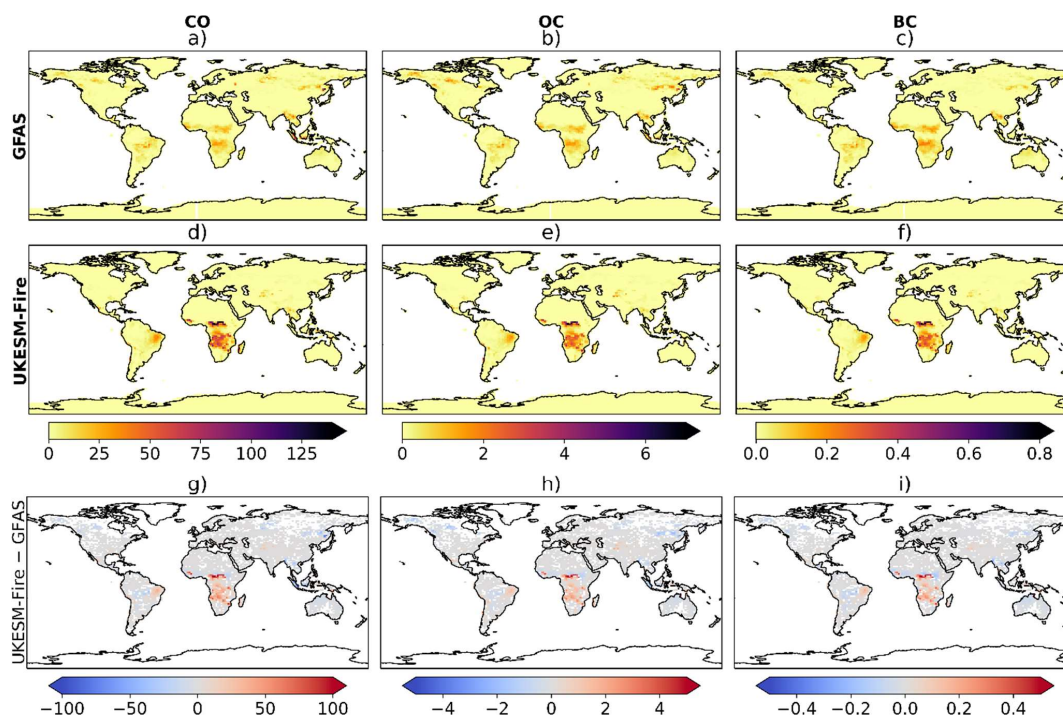 CO OC BC
a) b) c)
GFAS
d) e) f)
UKESM-Fire
0 25 50 75 100 125 0 2 4 6 0.0 0.2 0.4 0.6 0.8
g) h) i)
UKESM-Fire − GFAS
−100 −50 0 50 100 −4 −2 0 2 4 −0.4 −0.2 0.0 0.2 0.4